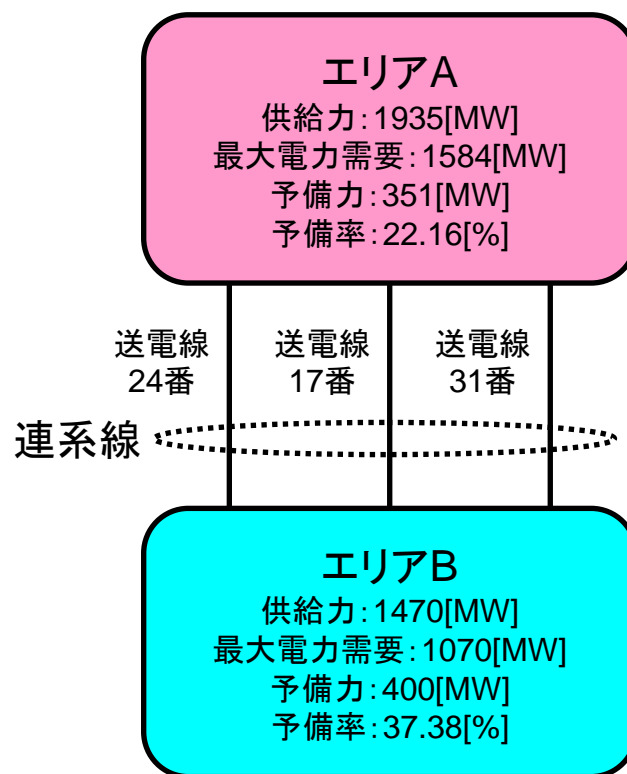 エリアA
供給力:1935[MW]
最大電力需要:1584[MW]
予備力:351[MW]
予備率:22.16[%]
送電線 送電線 送電線
24番 17番 31番
連系線
エリアB
供給力:1470[MW]
最大電力需要:1070[MW]
予備力:400[MW]
予備率:37.38[%]